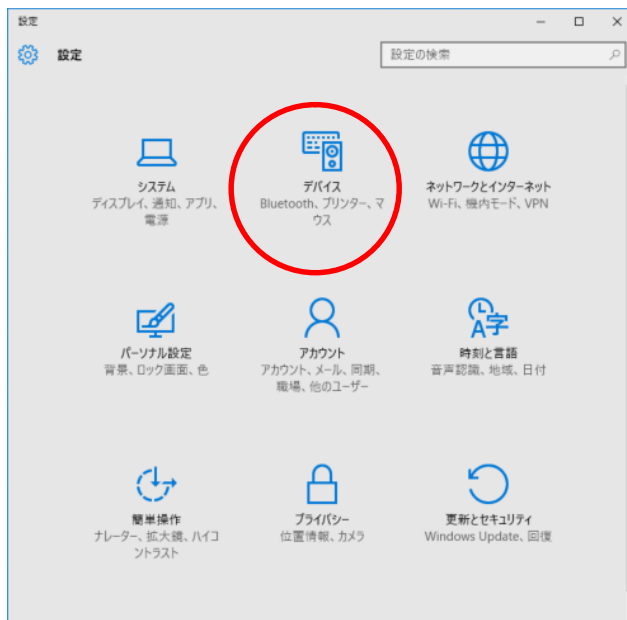 設定
設定
設定の検索
システム
ディスプレイ、通知、アプリ、
電源
デバイス
Bluetooth、プリンター、マ
ウス
ネットワークとインターネット
Wi-Fi、機内モード、VPN
パーソナル設定
背景、ロック画面、色
アカウント
アカウント、メール、同期、
職場、他のユーザー
時刻と言語
音声認識、地域、日付
簡単操作
ナレーター、拡大鏡、ハイコ
ントラスト
プライバシー
位置情報、カメラ
更新とセキュリティ
Windows Update、回復